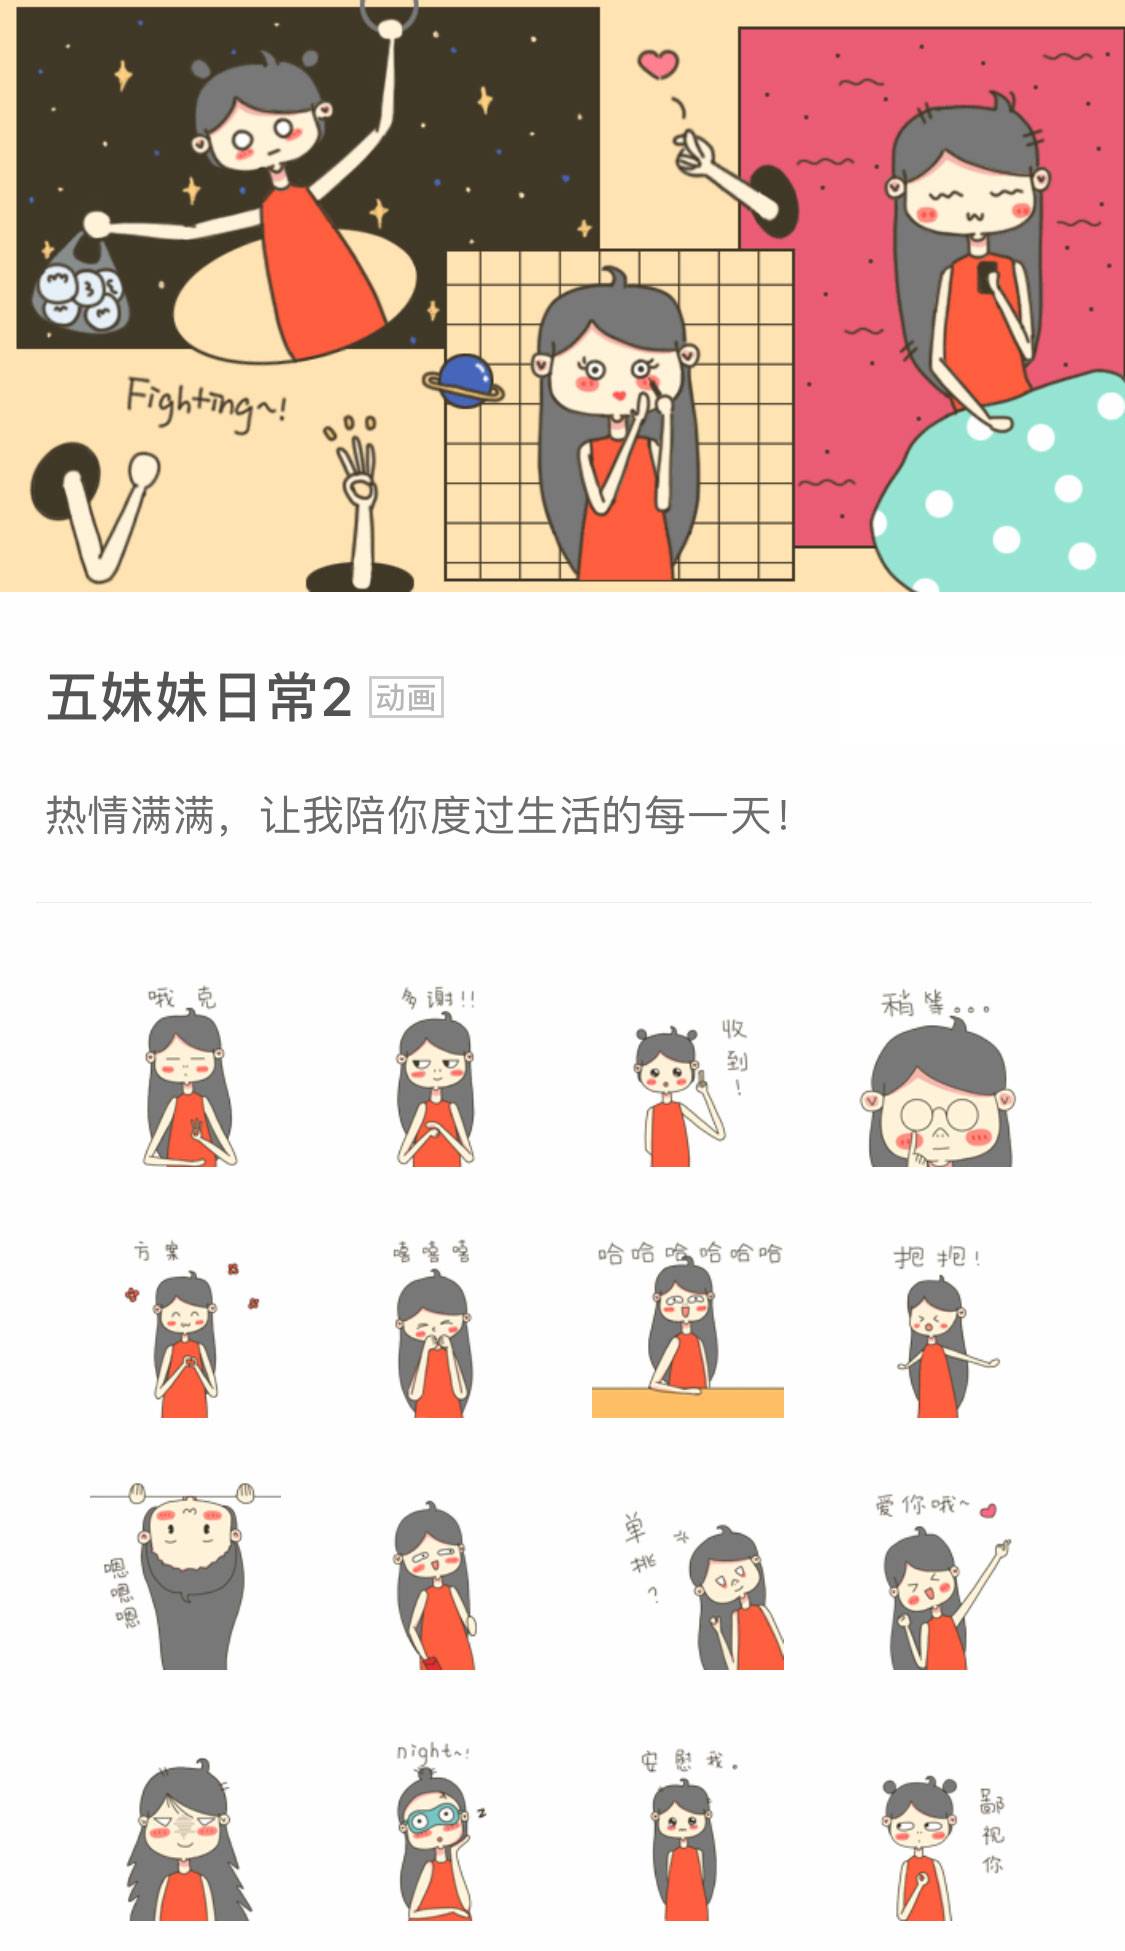 Fighting~!
五妹妹日常2 动画
热情满满，让我陪你度过生活的每一天！
哦克
多谢!!
收到!
稍等...
方案
嘻嘻嘻
哈哈哈哈哈哈
抱抱!
嗯嗯嗯
单挑?
爱你哦~
night~!
z
安慰我。
鄙视你